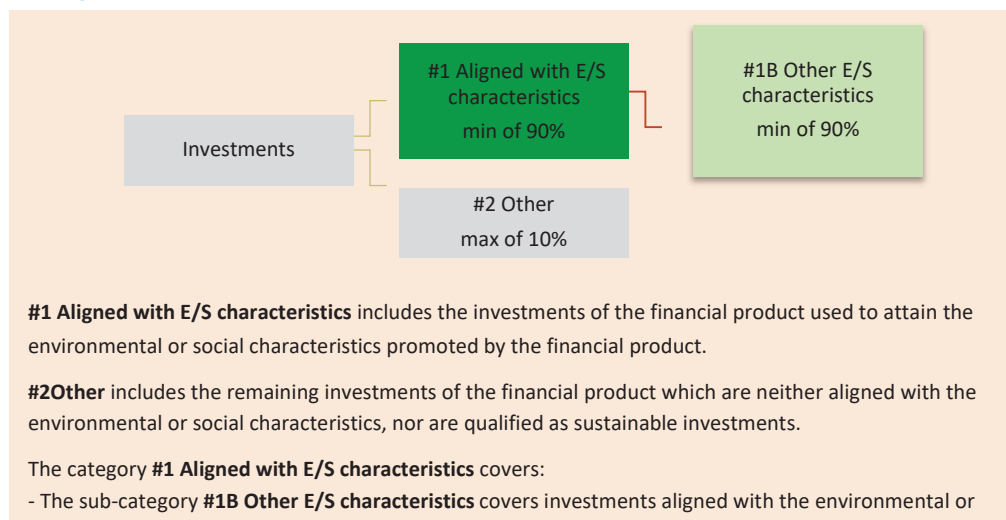 #1 Aligned with E/S
characteristics
min of 90%
#1B Other E/S
characteristics
min of 90%
Investments
#2 Other
max of 10%
#1 Aligned with E/S characteristics includes the investments of the financial product used to attain the
environmental or social characteristics promoted by the financial product.
#2Other includes the remaining investments of the financial product which are neither aligned with the
environmental or social characteristics, nor are qualified as sustainable investments.
The category #1 Aligned with E/S characteristics covers:
- The sub-category #1B Other E/S characteristics covers investments aligned with the environmental or